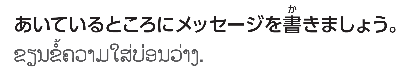 あいているところにメッセージを書きましょう。
ຂຽນຂໍ້ຄວາມໃສ່ບ່ອນວ່າງ.